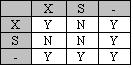 X S -
X Y N Y
S N N Y
- Y Y Y